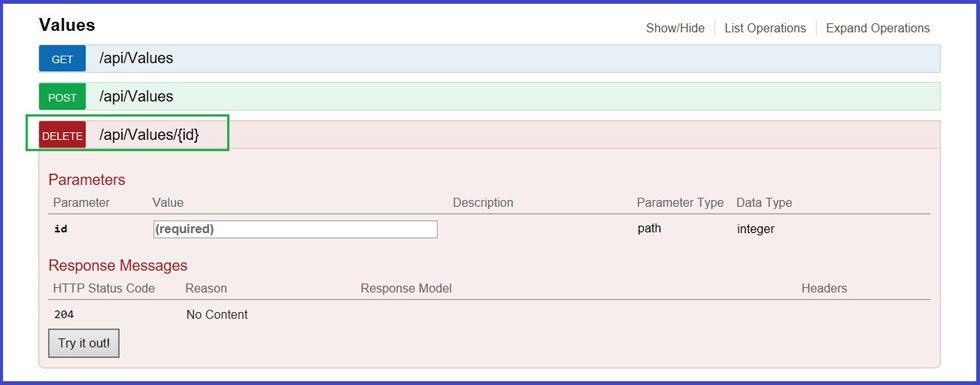 Values Show/Hide List Operations Expand Operations
GET /api/Values
POST /api/Values
DELETE /api/Values/{id}
Parameters
Parameter Value Description Parameter Type Data Type
id (required) path integer
Response Messages
HTTP Status Code Reason Response Model Headers
204 No Content
Try it out!